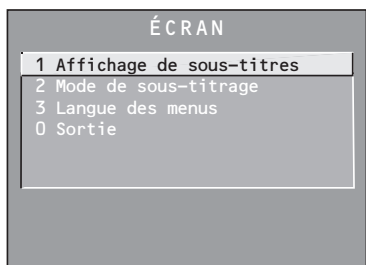 ÉCRAN
1 Affichage de sous-titres
2 Mode de sous-titrage
3 Langue des menus
0 Sortie